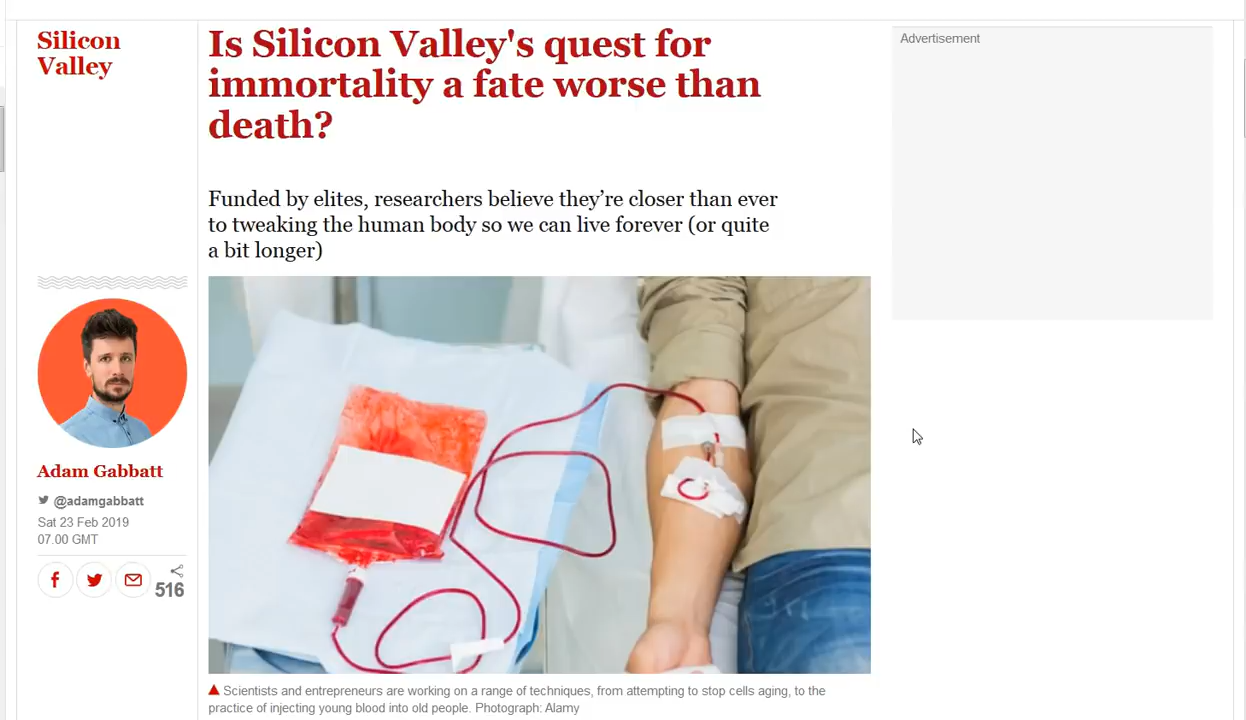 Silicon
Valley
Is Silicon Valley's quest for
immortality a fate worse than
death?
Advertisement
Funded by elites, researchers believe they’re closer than ever
to tweaking the human body so we can live forever (or quite
a bit longer)
Adam Gabbatt
@adamgabbatt
Sat 23 Feb 2019
07.00 GMT
516
Scientists and entrepreneurs are working on a range of techniques, from attempting to stop cells aging, to the
practice of injecting young blood into old people. Photograph: Alamy